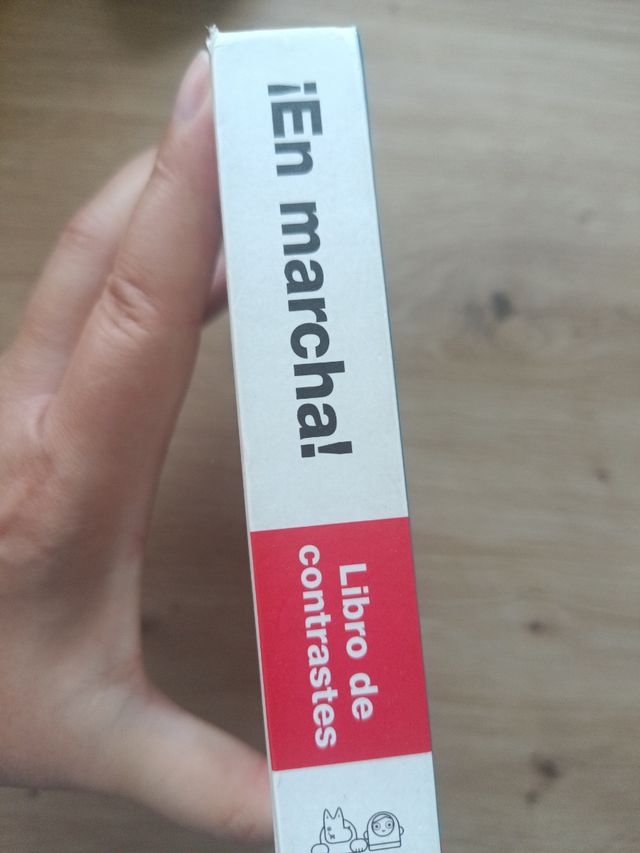 ¡En marcha!
Libro de
contrastes